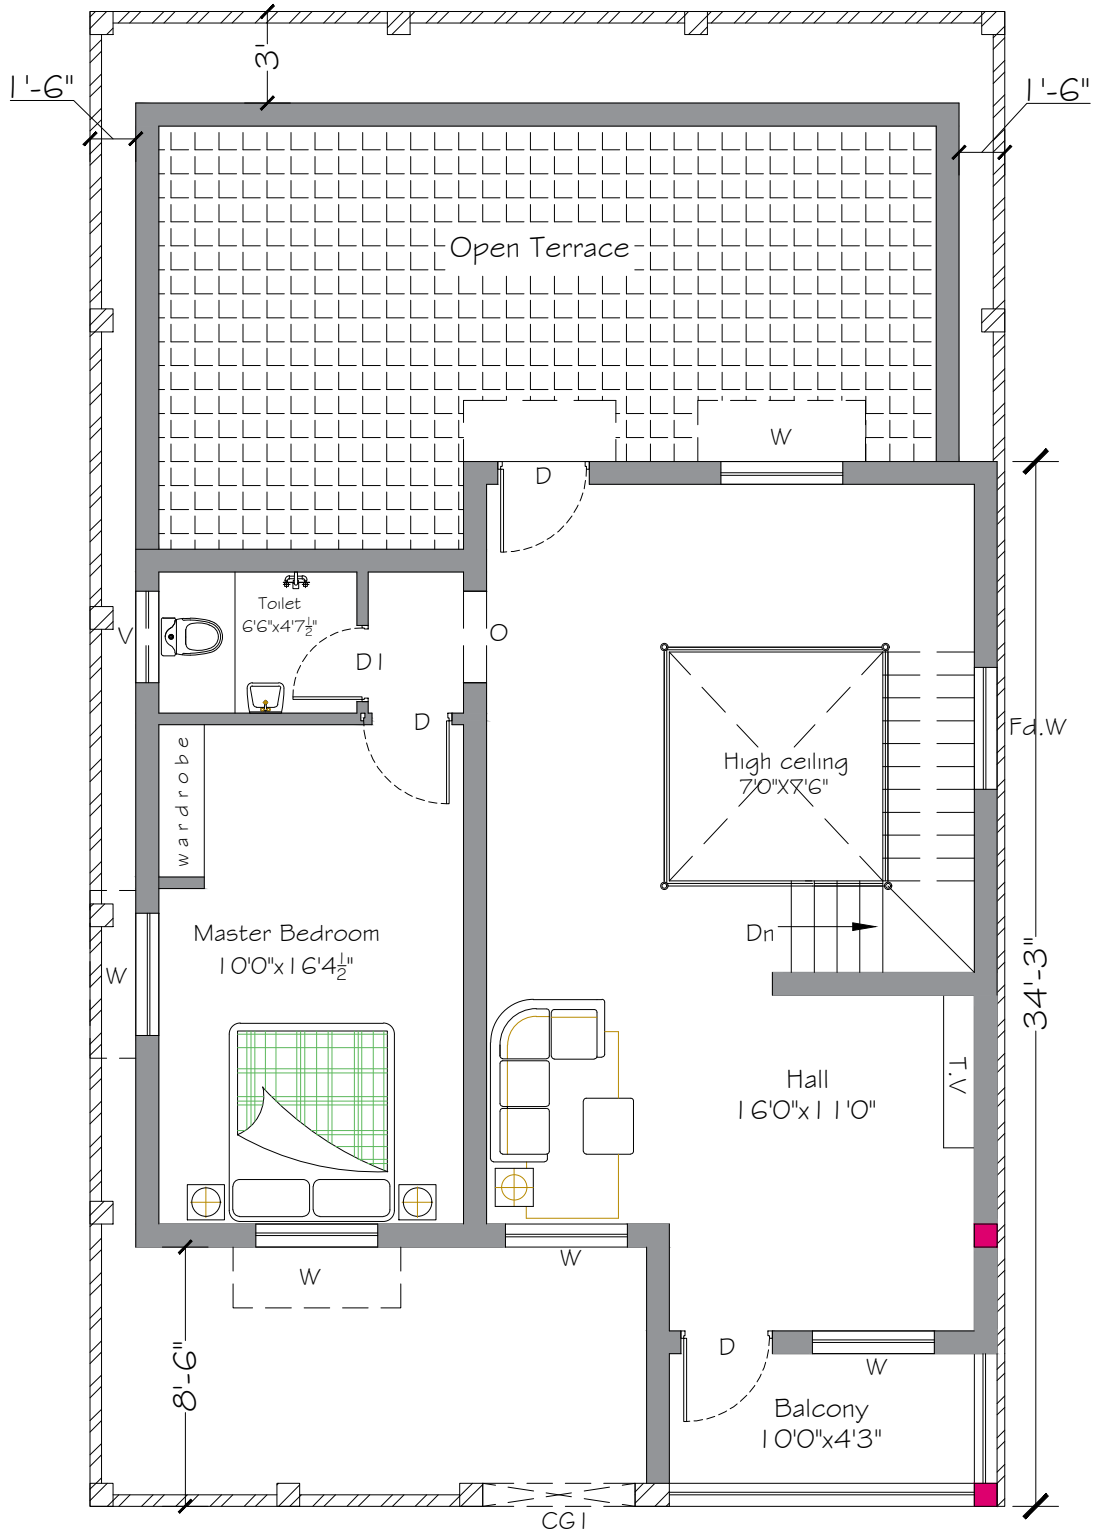 3'
1'-6"
1'-6"
Open Terrace
W
D
Toilet
6'6"x4'7½"
V
O
D1
D
Fd.W
wardrobe
High ceiling
7'0"X7'6"
Master Bedroom
10'0"x16'4½"
Dn
W
34'-3"
Hall
16'0"x11'0"
T.V
W
W
D
W
8'-6"
Balcony
10'0"x4'3"
CG1